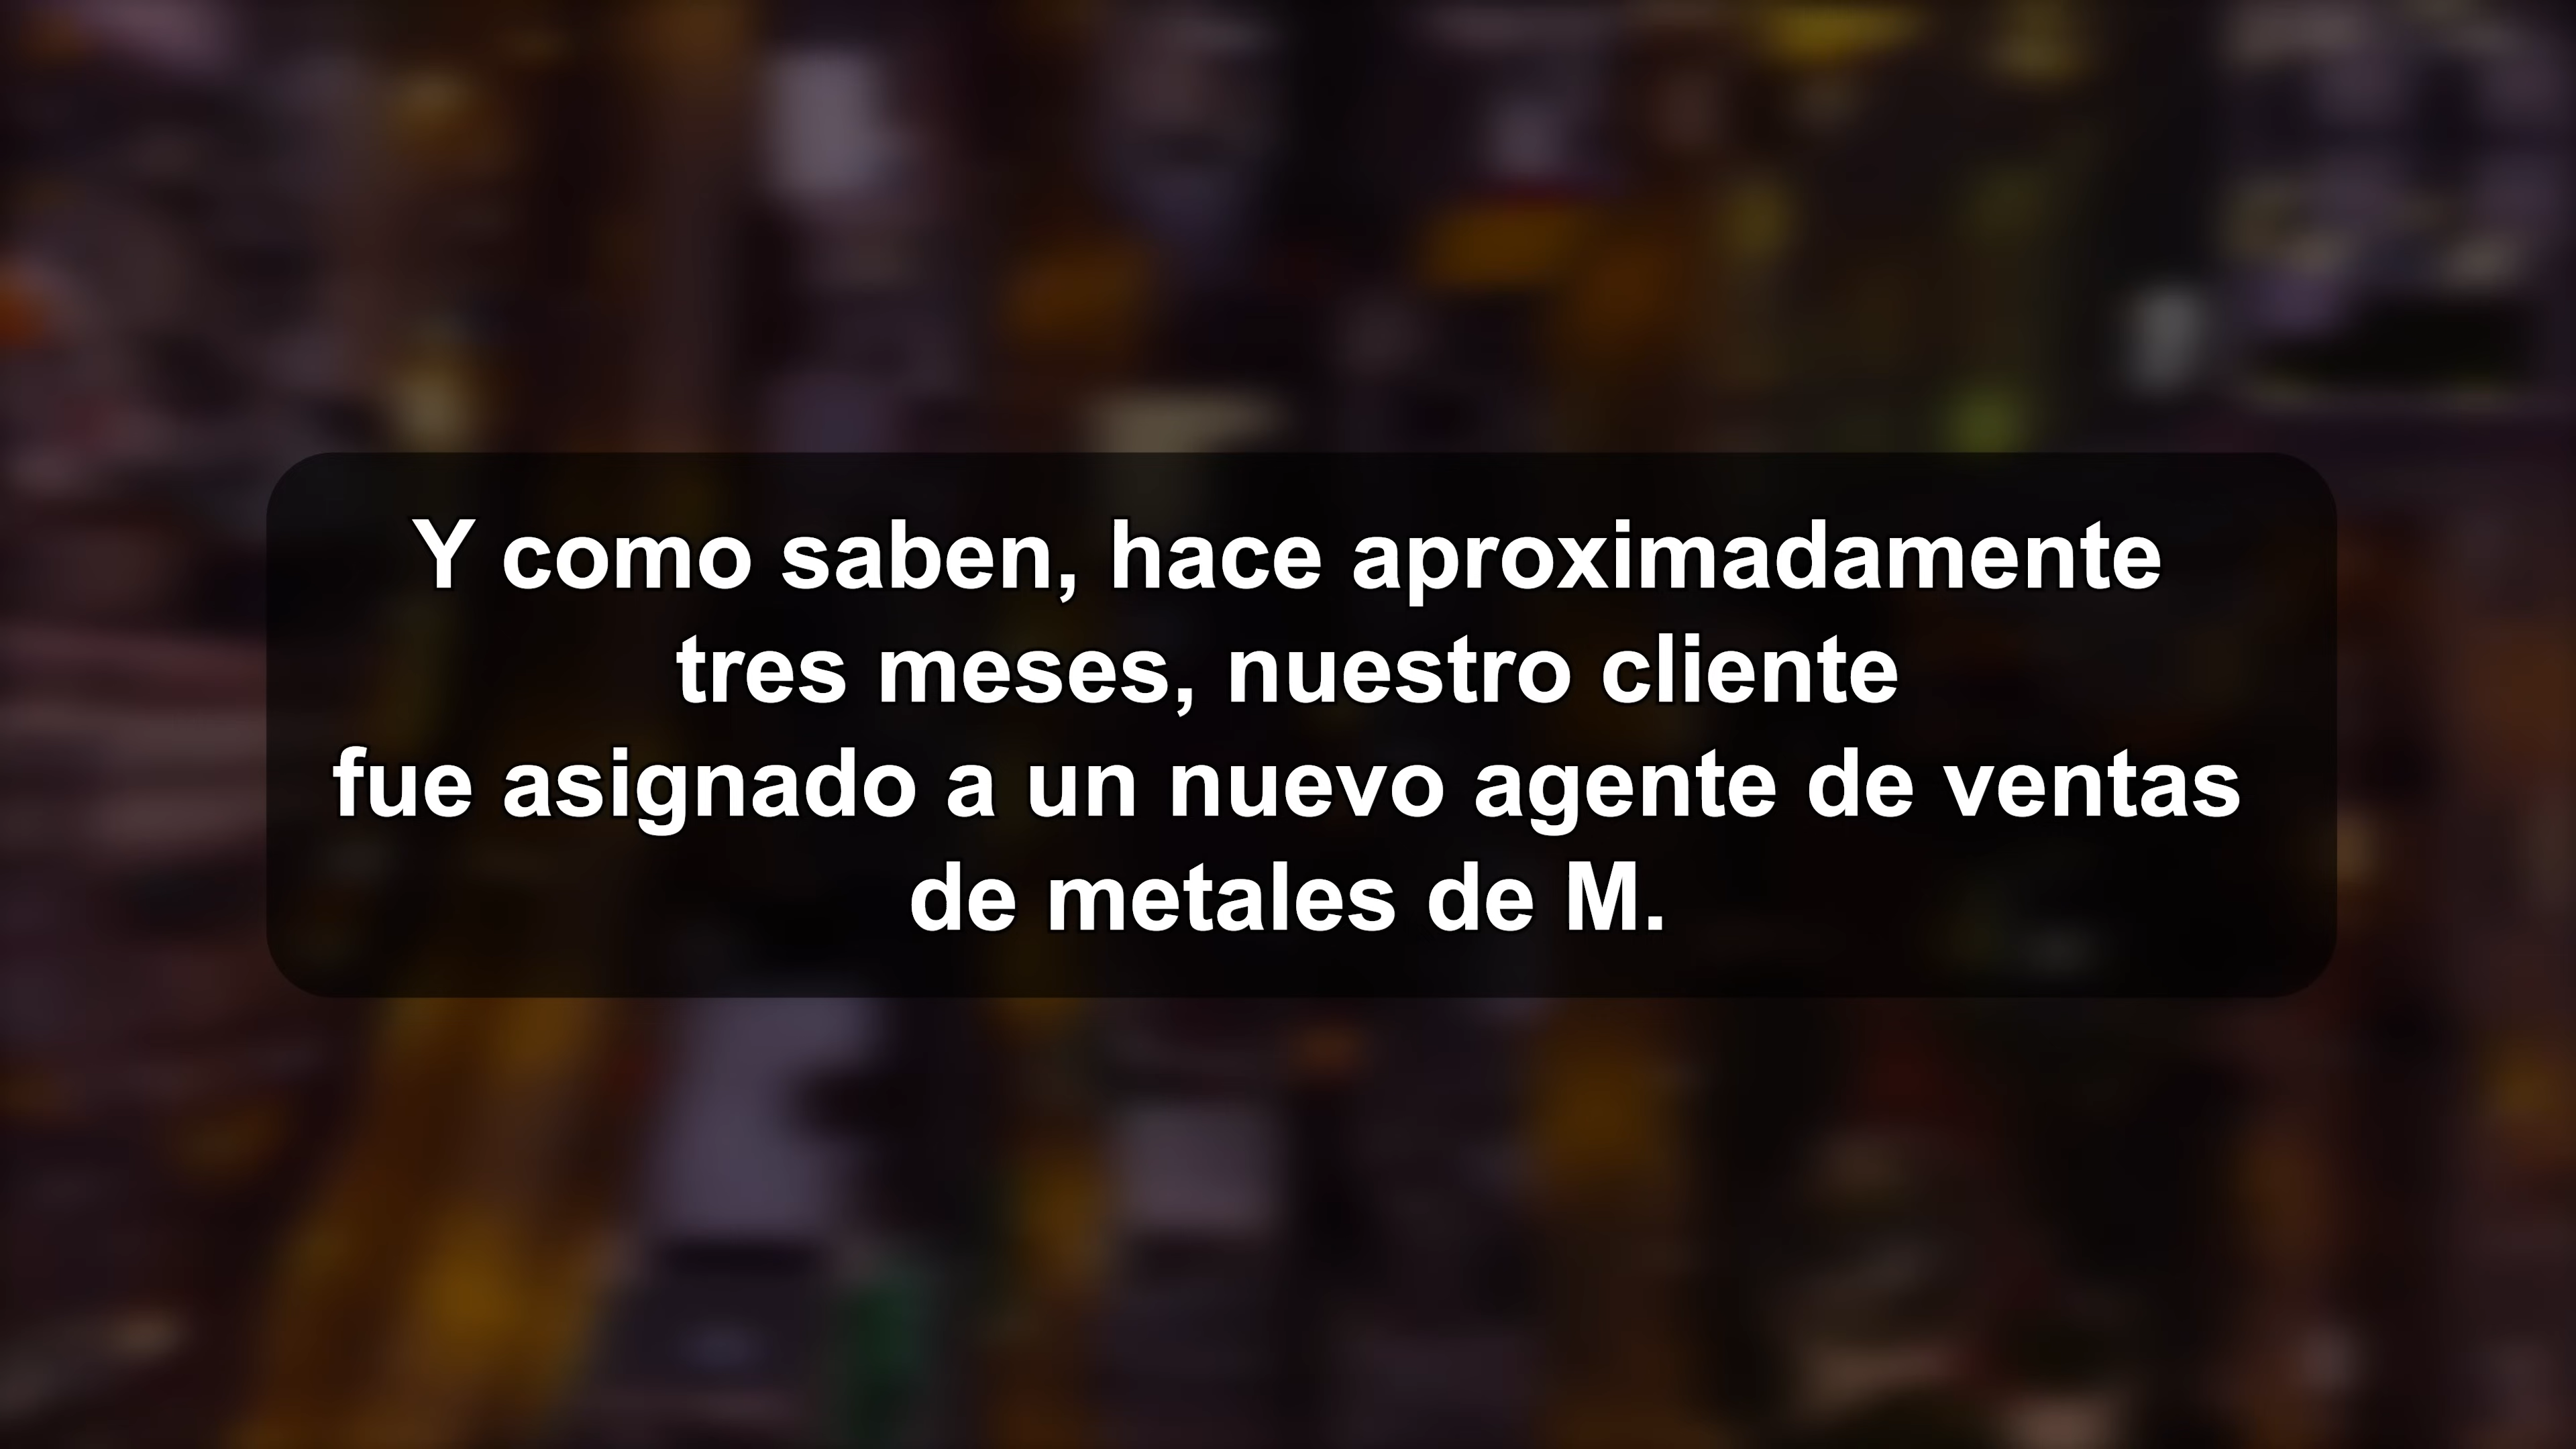 Y como saben, hace aproximadamente
tres meses, nuestro cliente
fue asignado a un nuevo agente de ventas
de metales de M.